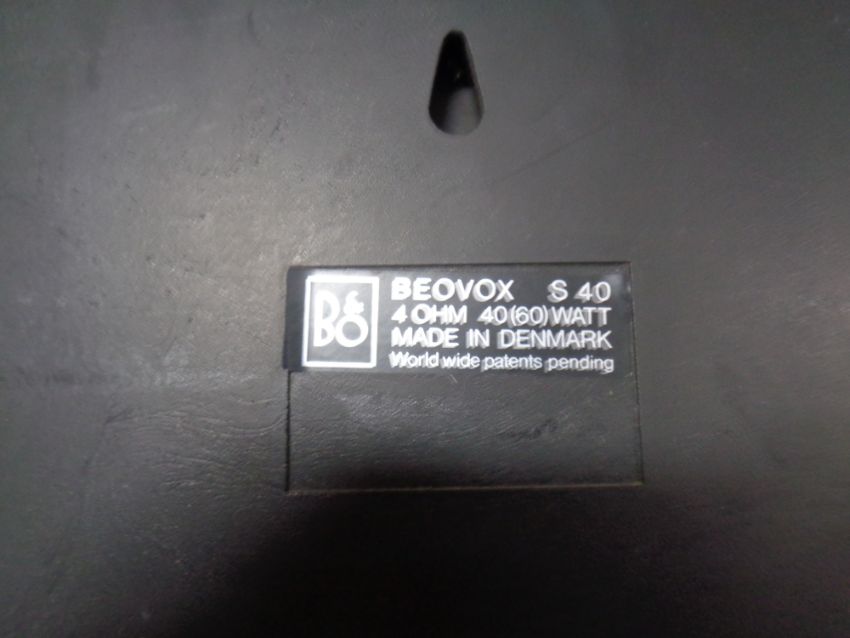 B&O
BEOVOX S 40
4 OHM 40(60)WATT
MADE IN DENMARK
World wide patents pending